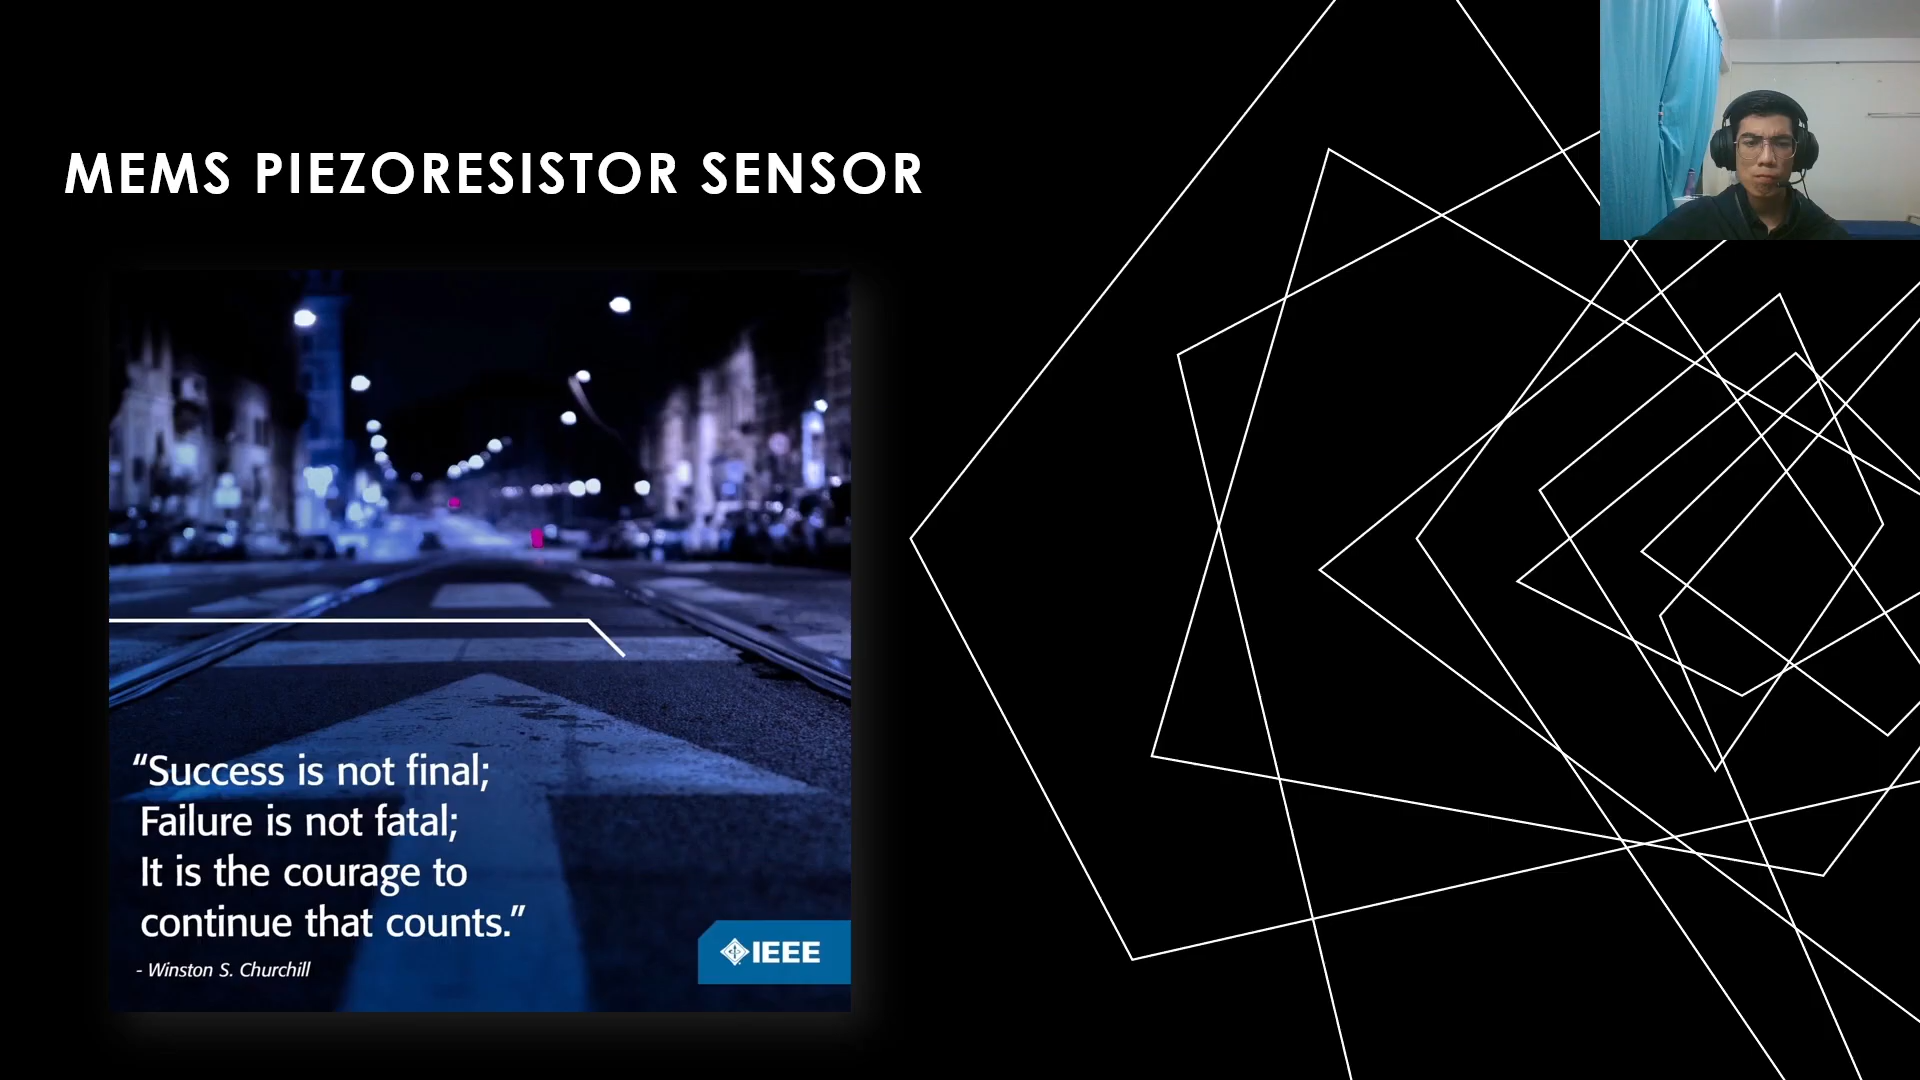 MEMS PIEZORESISTOR SENSOR
“Success is not final;
Failure is not fatal;
It is the courage to
continue that counts.”
- Winston S. Churchill
IEEE